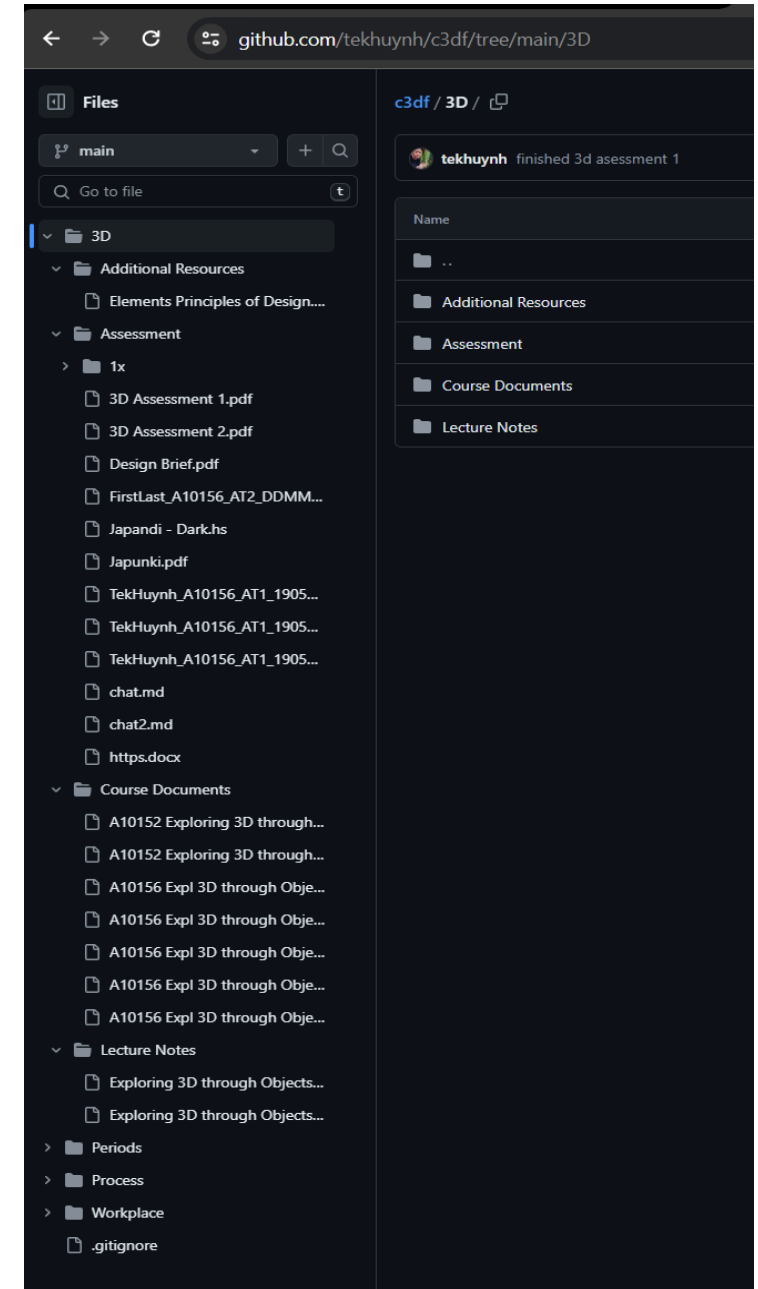 github.com/tekhuynh/c3df/tree/main/3D
Files
main
Go to file
t
3D
Additional Resources
Elements Principles of Design....
Assessment
1x
3D Assessment 1.pdf
3D Assessment 2.pdf
Design Brief.pdf
FirstLast_A10156_AT2_DDMM...
Japandi - Dark.hs
Japunki.pdf
TekHuynh_A10156_AT1_1905...
TekHuynh_A10156_AT1_1905...
TekHuynh_A10156_AT1_1905...
chat.md
chat2.md
https.docx
Course Documents
A10152 Exploring 3D through...
A10152 Exploring 3D through...
A10156 Expl 3D through Obje...
A10156 Expl 3D through Obje...
A10156 Expl 3D through Obje...
A10156 Expl 3D through Obje...
A10156 Expl 3D through Obje...
Lecture Notes
Exploring 3D through Objects...
Exploring 3D through Objects...
Periods
Process
Workplace
.gitignore
c3df / 3D /
tekhuynh finished 3d asessment 1
Name
..
Additional Resources
Assessment
Course Documents
Lecture Notes